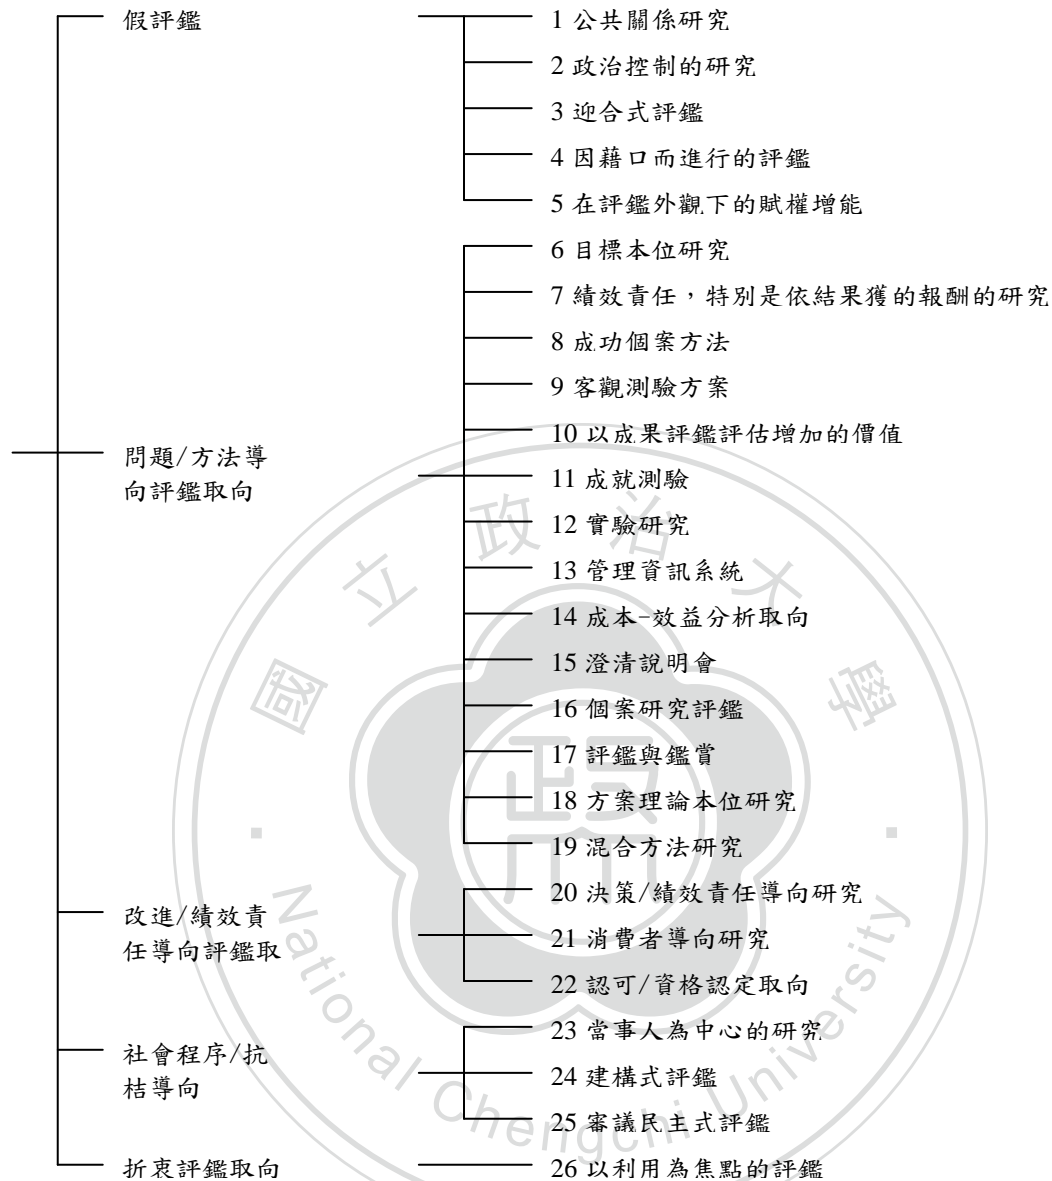 假評鑑
1 公共關係研究
2 政治控制的研究
3 迎合式評鑑
4 因藉口而進行的評鑑
5 在評鑑外觀下的賦權增能
問題/方法導
向評鑑取向
6 目標本位研究
7 績效責任，特別是依結果獲的報酬的研究
8 成功個案方法
9 客觀測驗方案
10 以成果評鑑評估增加的價值
11 成就測驗
12 實驗研究
13 管理資訊系統
14 成本-效益分析取向
15 澄清說明會
16 個案研究評鑑
17 評鑑與鑑賞
18 方案理論本位研究
19 混合方法研究
改進/績效責
任導向評鑑取
20 決策/績效責任導向研究
21 消費者導向研究
22 認可/資格認定取向
社會程序/抗
桔導向
23 當事人為中心的研究
24 建構式評鑑
25 審議民主式評鑑
折衷評鑑取向
26 以利用為焦點的評鑑
國立政治大學
National Chengchi University